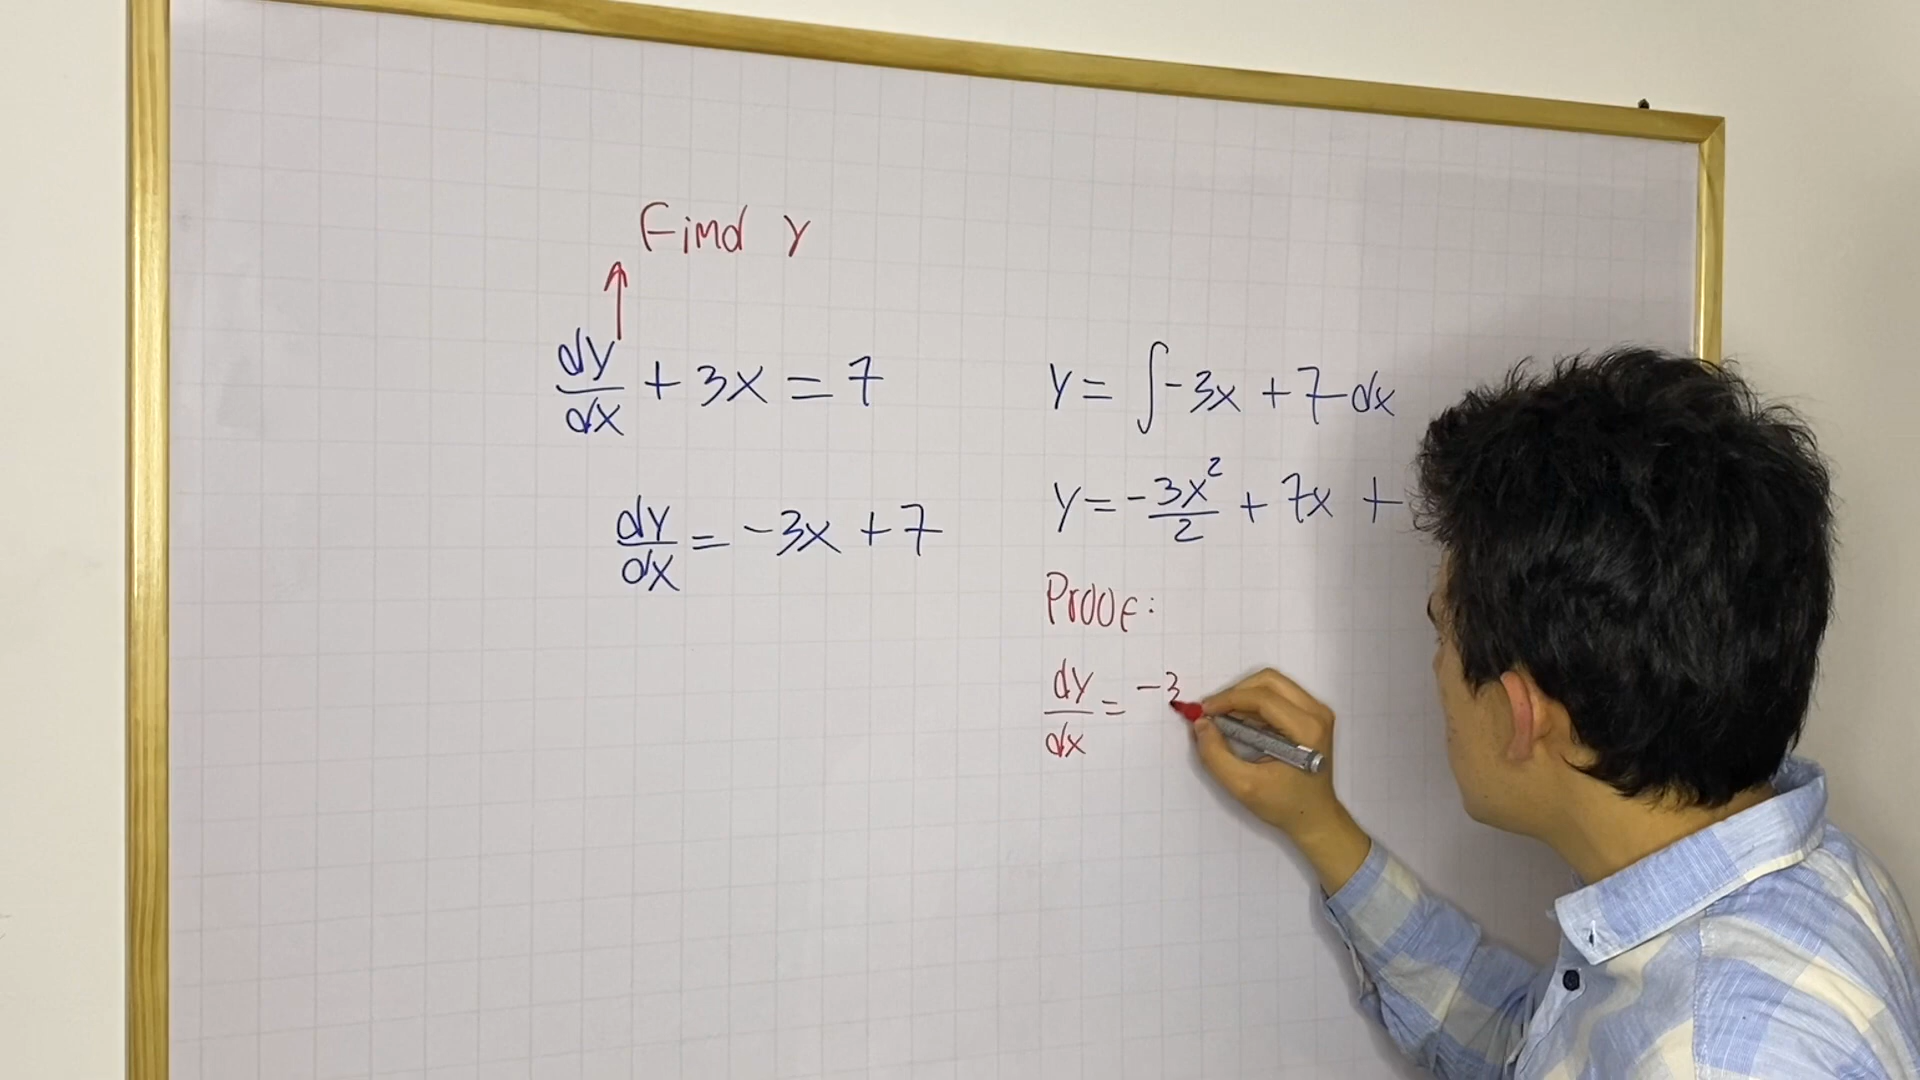 Find y
dy/dx + 3x = 7
dy/dx = -3x + 7
y = ∫-3x + 7 dx
y = -3x²/2 + 7x +
Proof:
dy/dx = -3